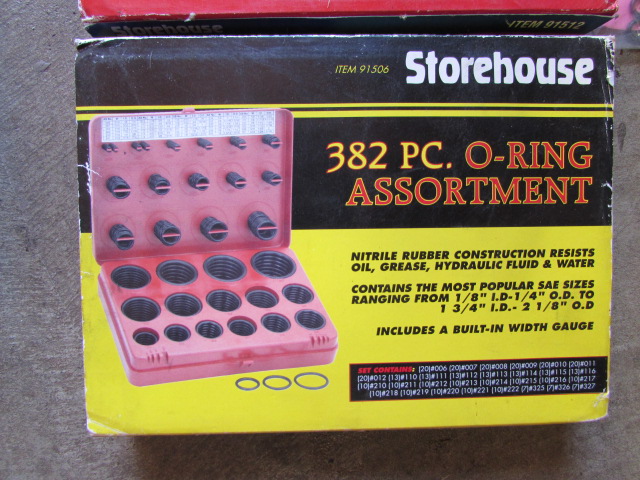 Storehouse
ITEM 91512
ITEM 91506
Storehouse
382 PC. O-RING
ASSORTMENT
NITRILE RUBBER CONSTRUCTION RESISTS
OIL, GREASE, HYDRAULIC FLUID & WATER
CONTAINS THE MOST POPULAR SAE SIZES
RANGING FROM 1/8" I.D-1/4" O.D. TO
1 3/4" I.D.- 2 1/8" O.D
INCLUDES A BUILT-IN WIDTH GAUGE
SET CONTAINS: (20)#006 (20)#007 (20)#008 (20)#009 (20)#010 (20)#011
(20)#012 (13)#110 (13)#111 (13)#112 (13)#113 (13)#114 (13)#115 (13)#116
(10)#210 (10)#211 (10)#212 (10)#213 (10)#214 (10)#215 (10)#216 (10)#217
(10)#218 (10)#219 (10)#220 (10)#221 (10)#222 (7)#325 (7)#326 (7)#327